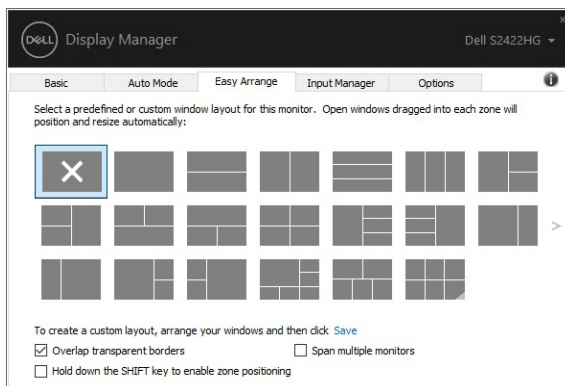 DELL Display Manager Dell S2422HG
Basic Auto Mode Easy Arrange Input Manager Options
Select a predefined or custom window layout for this monitor. Open windows dragged into each zone will
position and resize automatically:
To create a custom layout, arrange your windows and then click Save
Overlap transparent borders Span multiple monitors
Hold down the SHIFT key to enable zone positioning